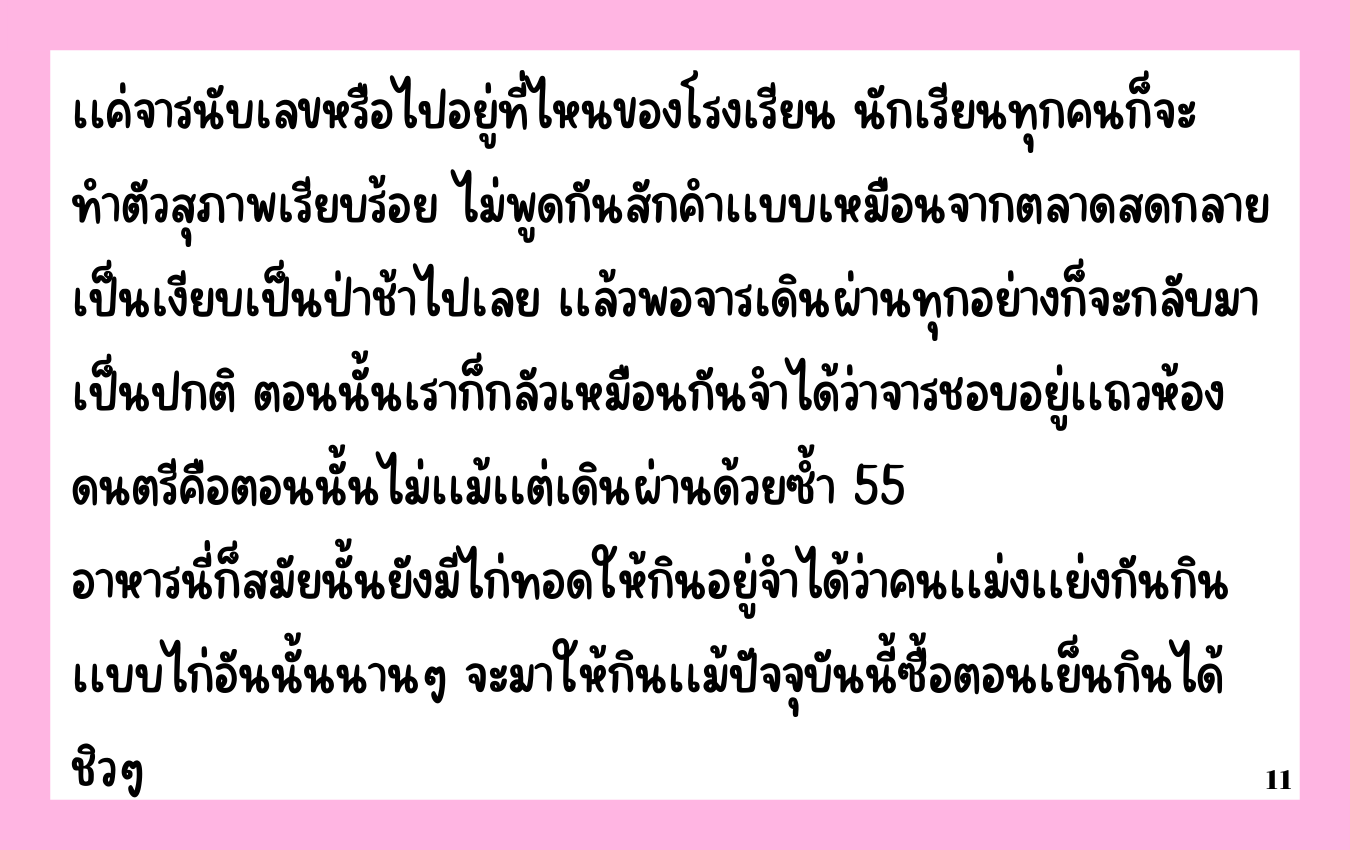 แค่จารนับเลขหรือไปอยู่ที่ไหนของโรงเรียน นักเรียนทุกคนก็จะ
ทำตัวสุภาพเรียบร้อย ไม่พูดกันสักคำแบบเหมือนจากตลาดสดกลาย
เป็นเงียบเป็นป่าช้าไปเลย แล้วพอจารเดินผ่านทุกอย่างก็จะกลับมา
เป็นปกติ ตอนนั้นเราก็กลัวเหมือนกันจำได้ว่าจารชอบอยู่แถวห้อง
ดนตรีคือตอนนั้นไม่แม้แต่เดินผ่านด้วยซ้ำ 55
อาหารนี่ก็สมัยนั้นยังมีไก่ทอดให้กินอยู่จำได้ว่าคนแม่งแย่งกันกิน
แบบไก่อันนั้นนานๆ จะมาให้กินแม้ปัจจุบันนี้ซื้อตอนเย็นกินได้
ชิวๆ
11